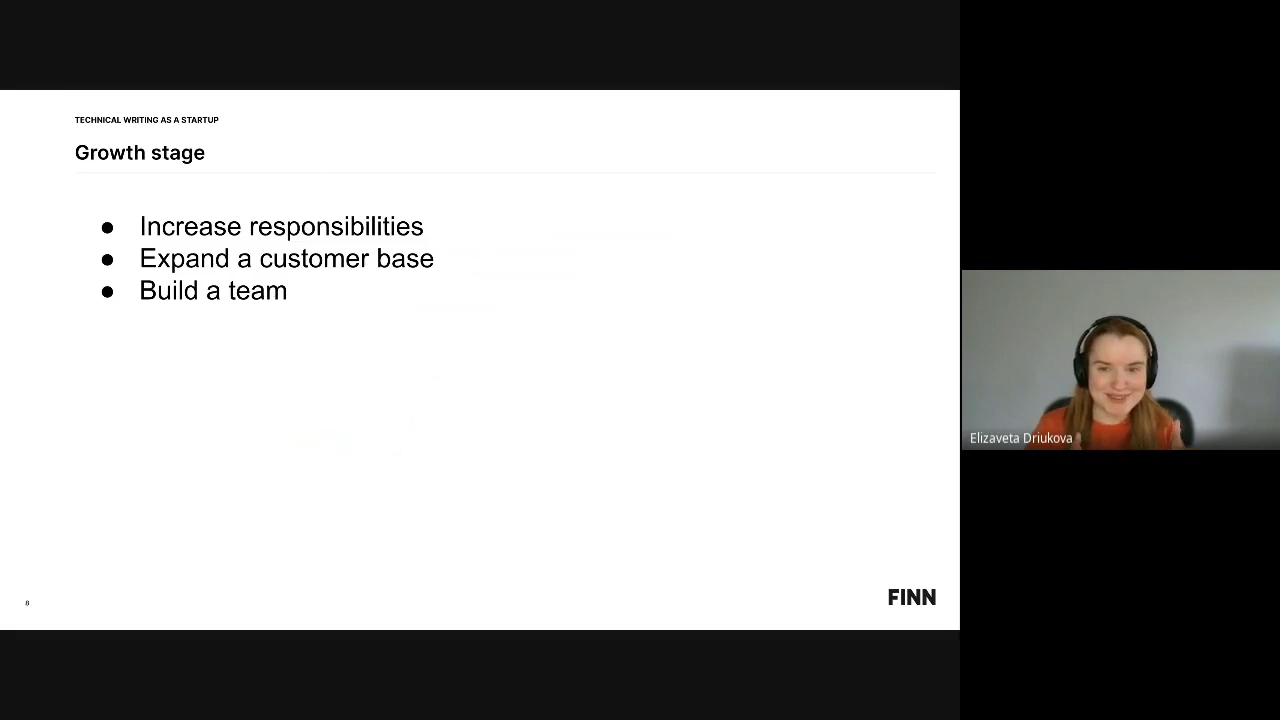 TECHNICAL WRITING AS A STARTUP
Growth stage
● Increase responsibilities
● Expand a customer base
● Build a team
8
FINN
Elizaveta Driukova